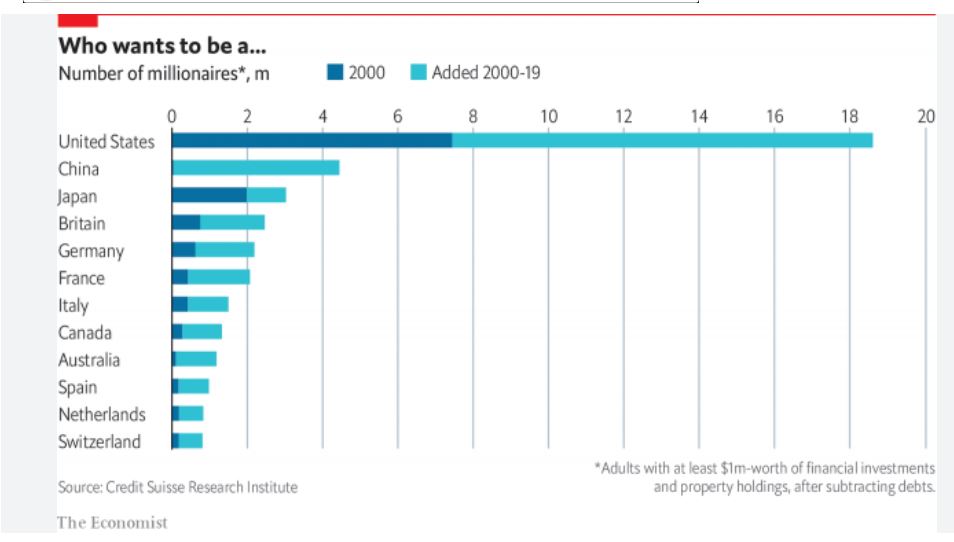 Who wants to be a...
Number of millionaires*, m
2000
Added 2000-19
0 2 4 6 8 10 12 14 16 18 20
United States
China
Japan
Britain
Germany
France
Italy
Canada
Australia
Spain
Netherlands
Switzerland
*Adults with at least $1m-worth of financial investments
and property holdings, after subtracting debts.
Source: Credit Suisse Research Institute
The Economist